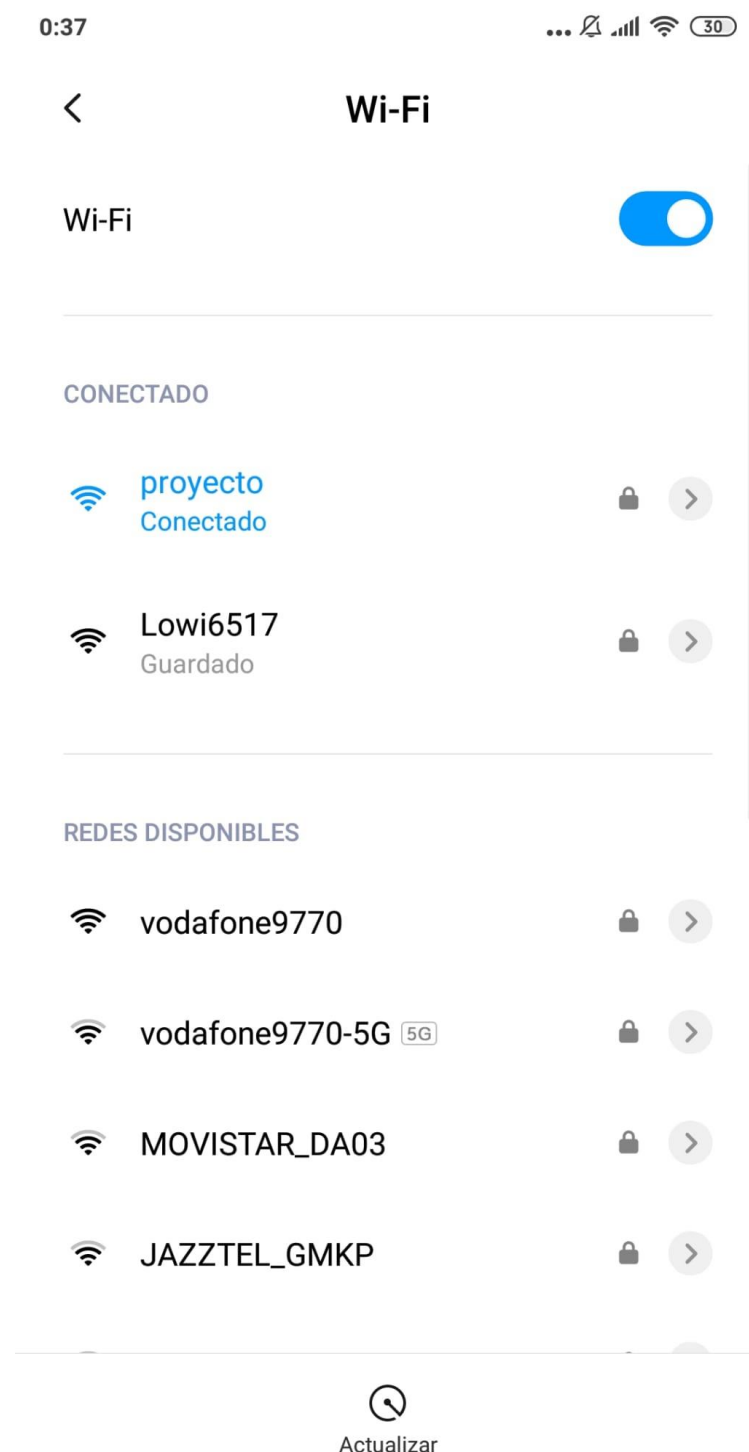 0:37
30
Wi-Fi
Wi-Fi
CONECTADO
proyecto
Conectado
Lowi6517
Guardado
REDES DISPONIBLES
vodafone9770
vodafone9770-5G 5G
MOVISTAR_DA03
JAZZTEL_GMKP
Actualizar